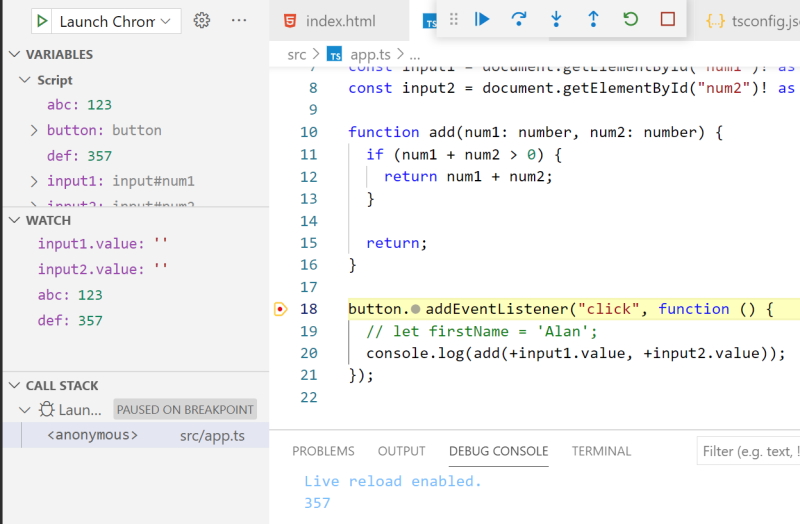 Launch Chrom
index.html
TS
tsconfig.js
VARIABLES
Script
abc: 123
button: button
def: 357
input1: input#num1
input2: input#num2
WATCH
input1.value: ''
input2.value: ''
abc: 123
def: 357
CALL STACK
Laun... PAUSED ON BREAKPOINT
<anonymous> src/app.ts
src > TS app.ts > ...
7 const input1 = document.getElementById("num1")! as
8 const input2 = document.getElementById("num2")! as
9
10 function add(num1: number, num2: number) {
11 if (num1 + num2 > 0) {
12 return num1 + num2;
13 }
14
15 return;
16 }
17
18 button.addEventListener("click", function () {
19 // let firstName = 'Alan';
20 console.log(add(+input1.value, +input2.value));
21 });
22
PROBLEMS OUTPUT DEBUG CONSOLE TERMINAL Filter (e.g. text, !
Live reload enabled.
357